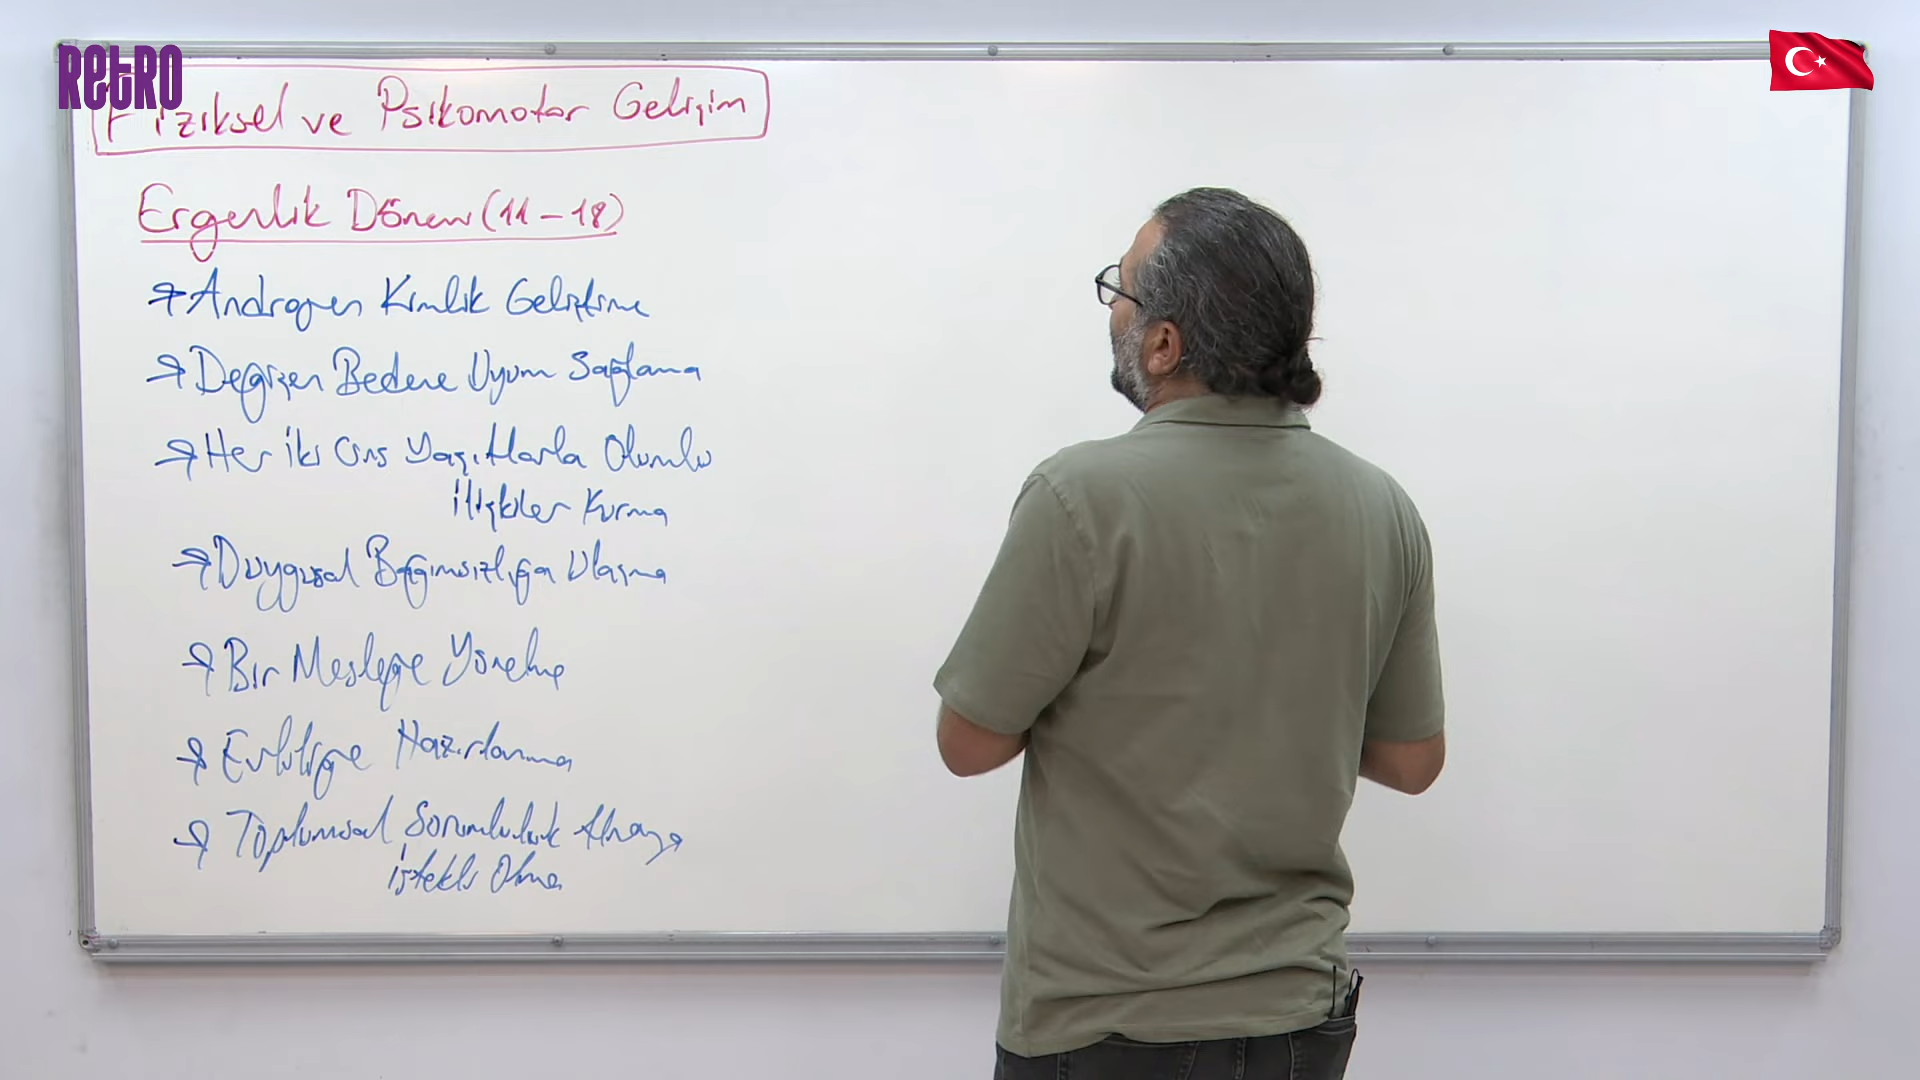 RETRO
Fiziksel ve Psikomotor Gelişim
Ergenlik Dönemi (11-18)
→ Androjen Kimlik Geliştirme
→ Değişen Bedene Uyum Sağlama
→ Her İki Cins Yaşıtlarla Olumlu
İlişkiler Kurma
→ Duygusal Bağımsızlığa Ulaşma
→ Bir Mesleğe Yönelme
→ Evliliğe Hazırlanma
→ Toplumsal Sorumluluk Almaya
İstekli Olma